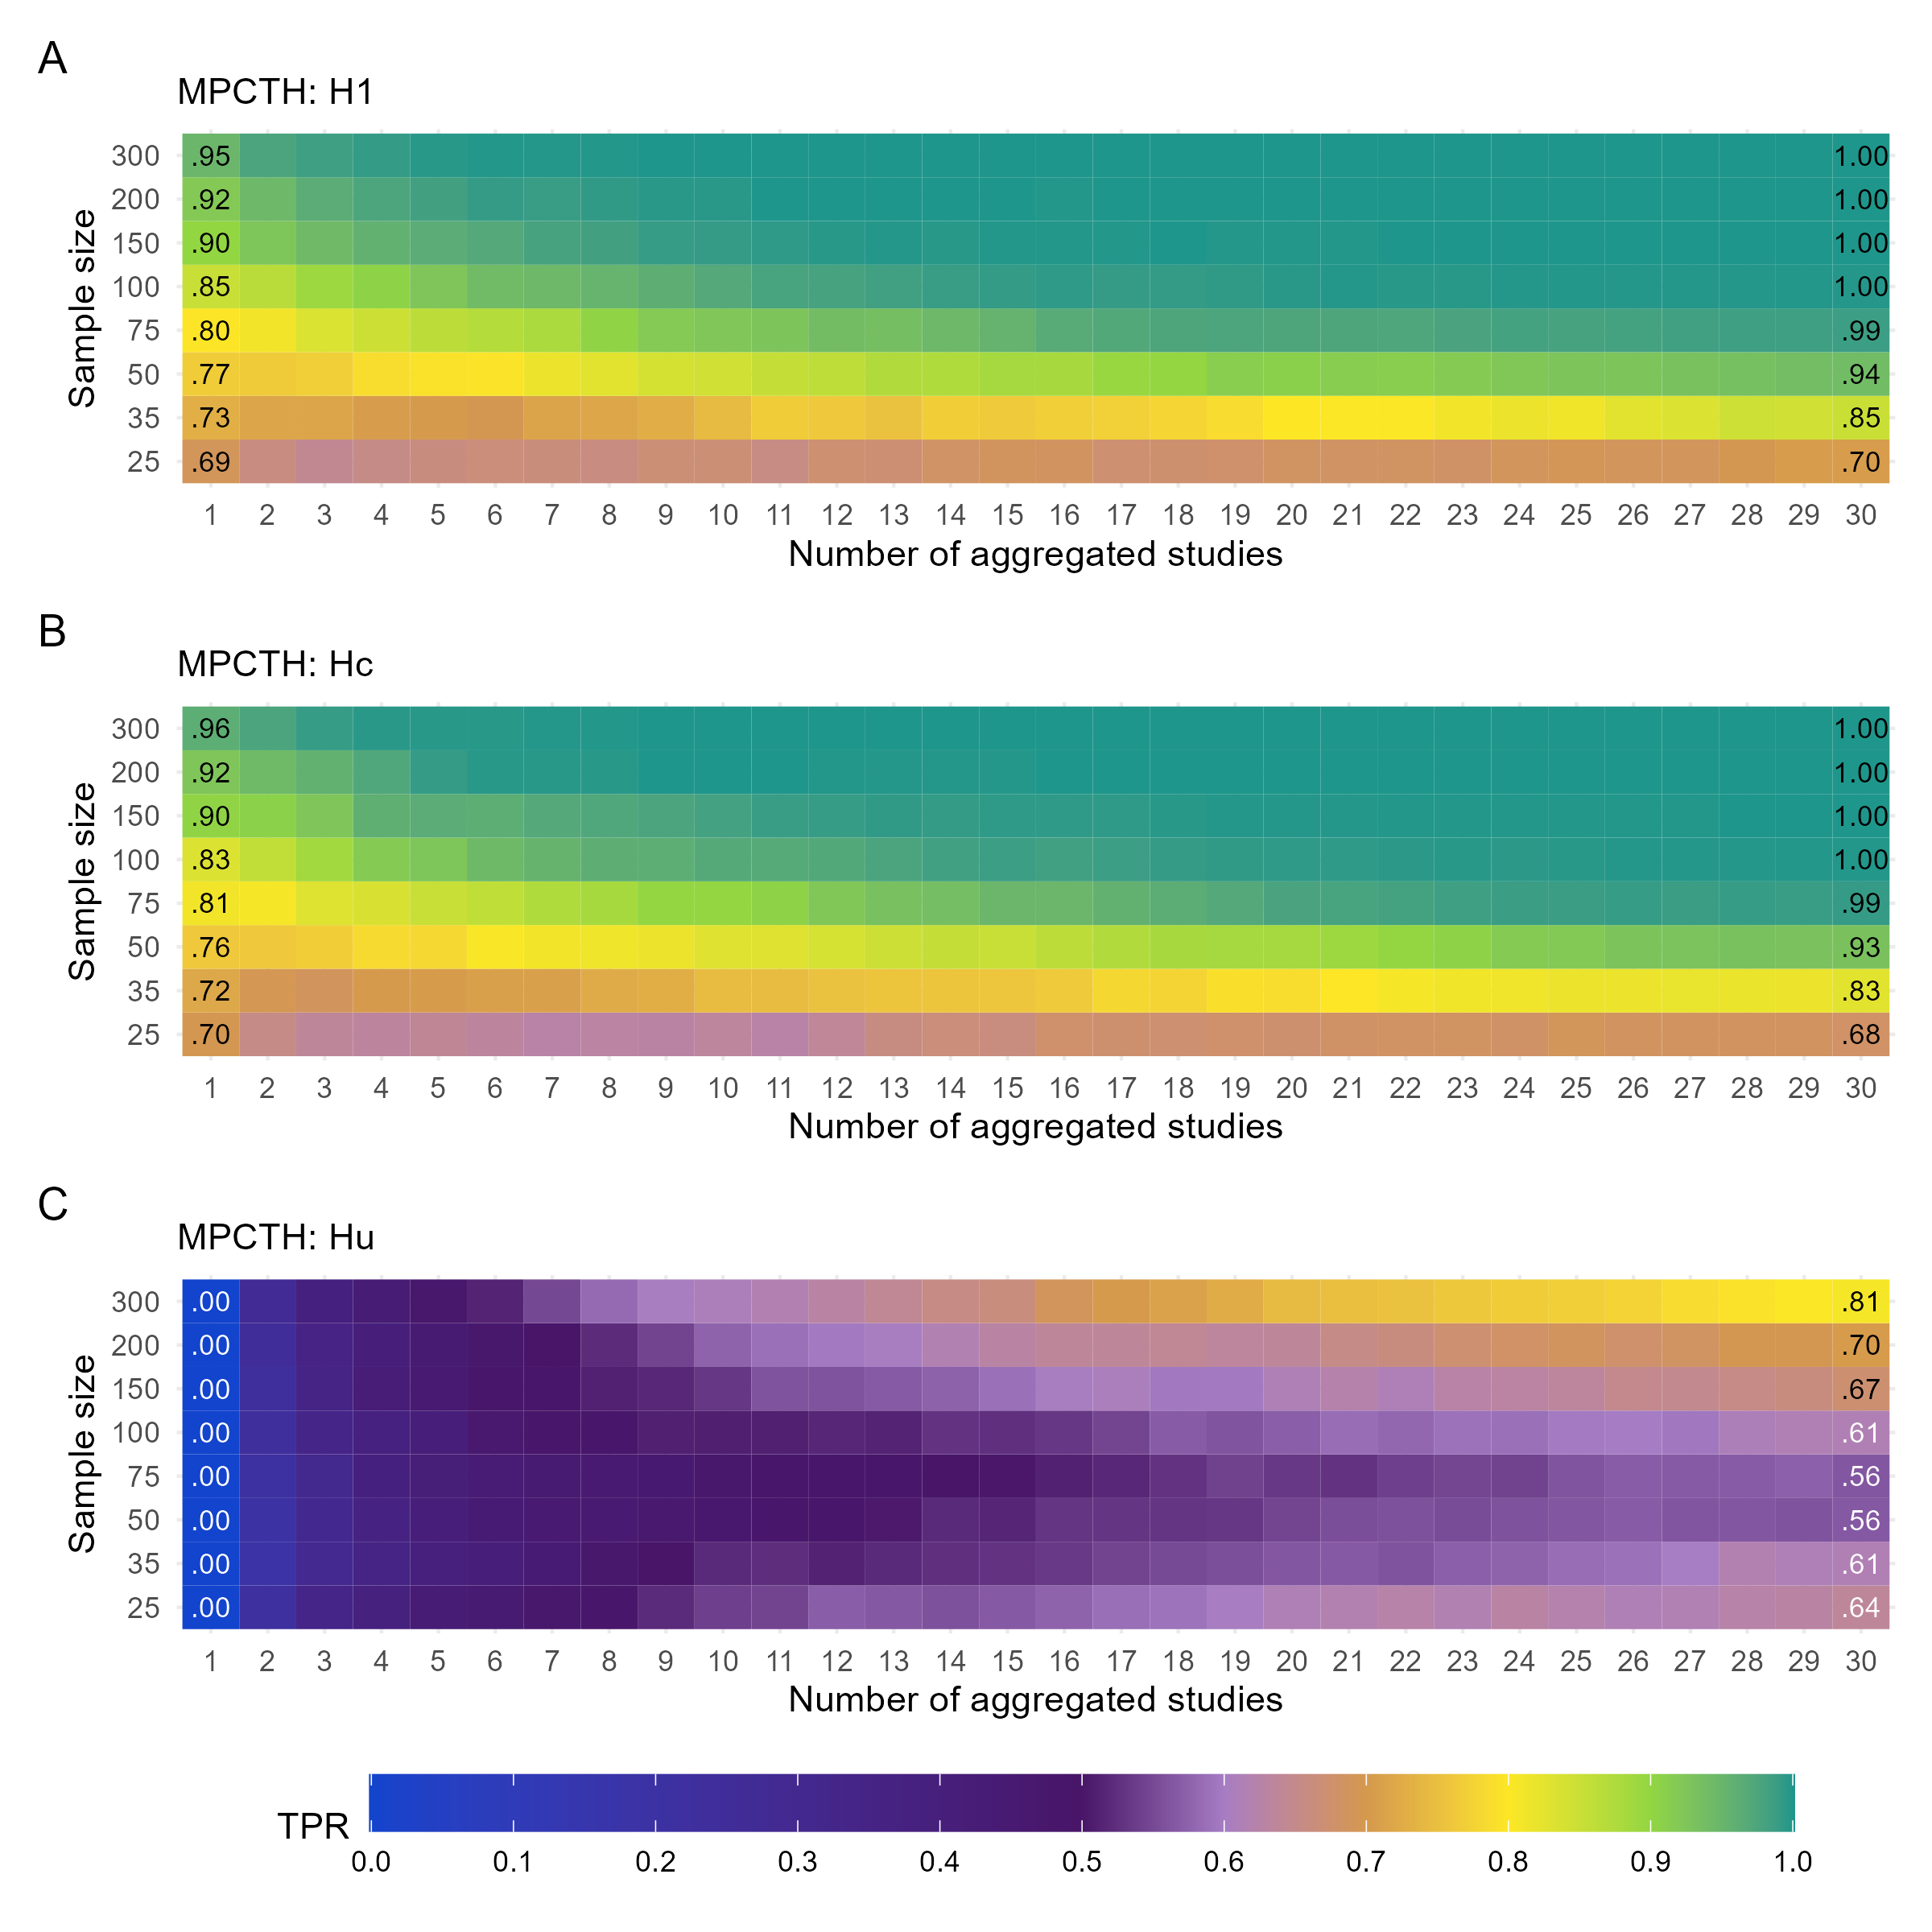 A
MPCTH: H1
Sample size
300 .95 1.00
200 .92 1.00
150 .90 1.00
100 .85 1.00
75 .80 .99
50 .77 .94
35 .73 .85
25 .69 .70
1 2 3 4 5 6 7 8 9 10 11 12 13 14 15 16 17 18 19 20 21 22 23 24 25 26 27 28 29 30
Number of aggregated studies
B
MPCTH: Hc
Sample size
300 .96 1.00
200 .92 1.00
150 .90 1.00
100 .83 1.00
75 .81 .99
50 .76 .93
35 .72 .83
25 .70 .68
1 2 3 4 5 6 7 8 9 10 11 12 13 14 15 16 17 18 19 20 21 22 23 24 25 26 27 28 29 30
Number of aggregated studies
C
MPCTH: Hu
Sample size
300 .00 .81
200 .00 .70
150 .00 .67
100 .00 .61
75 .00 .56
50 .00 .56
35 .00 .61
25 .00 .64
1 2 3 4 5 6 7 8 9 10 11 12 13 14 15 16 17 18 19 20 21 22 23 24 25 26 27 28 29 30
Number of aggregated studies
TPR
0.0 0.1 0.2 0.3 0.4 0.5 0.6 0.7 0.8 0.9 1.0